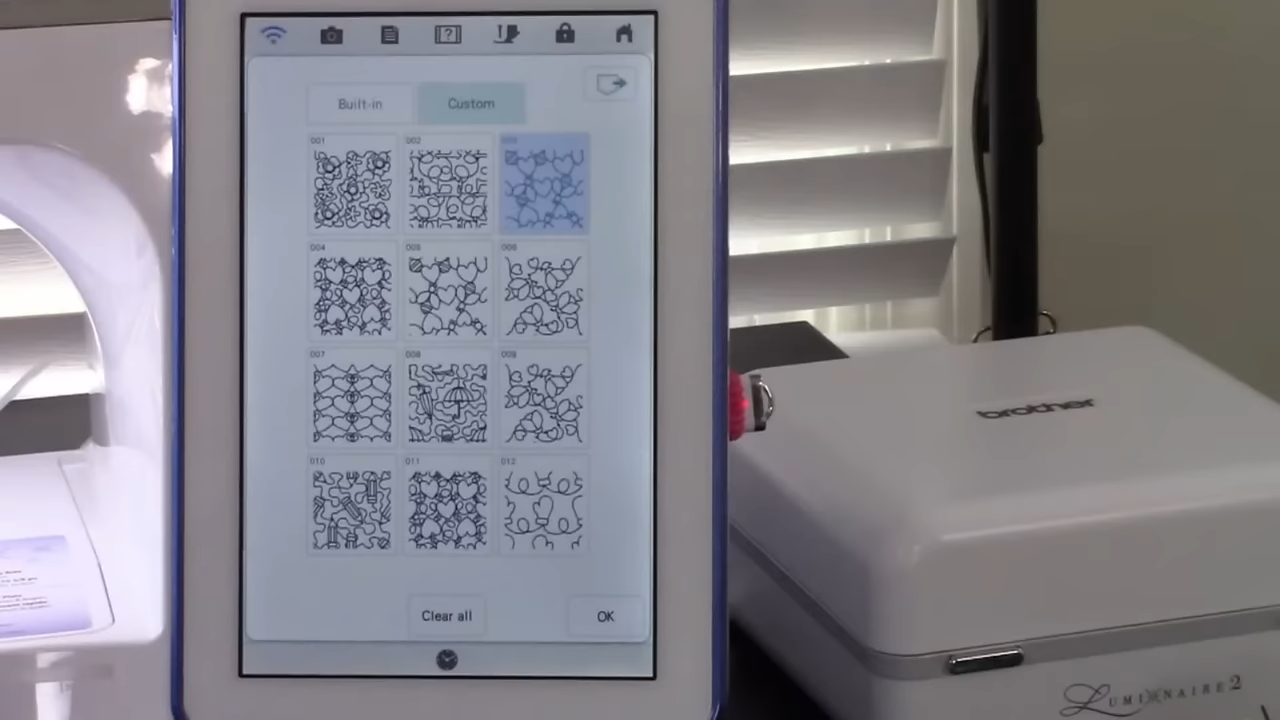 Built-in
Custom
001
002
004
005
006
007
008
009
010
011
012
Clear all
OK
brother
LUMINAIRE 2